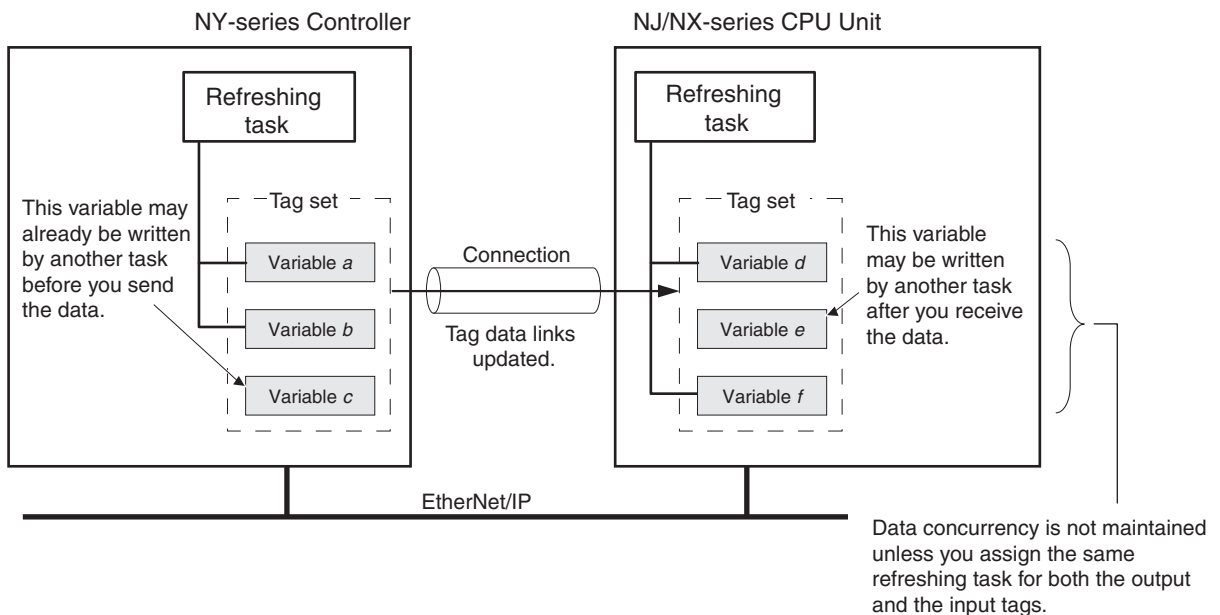 NY-series Controller
NJ/NX-series CPU Unit
Refreshing
task
Refreshing
task
This variable may
already be written
by another task
before you send
the data.
Tag set
Variable a
Variable b
Variable c
Connection
Tag data links
updated.
Tag set
Variable d
Variable e
Variable f
This variable
may be written
by another task
after you receive
the data.
EtherNet/IP
Data concurrency is not maintained
unless you assign the same
refreshing task for both the output
and the input tags.